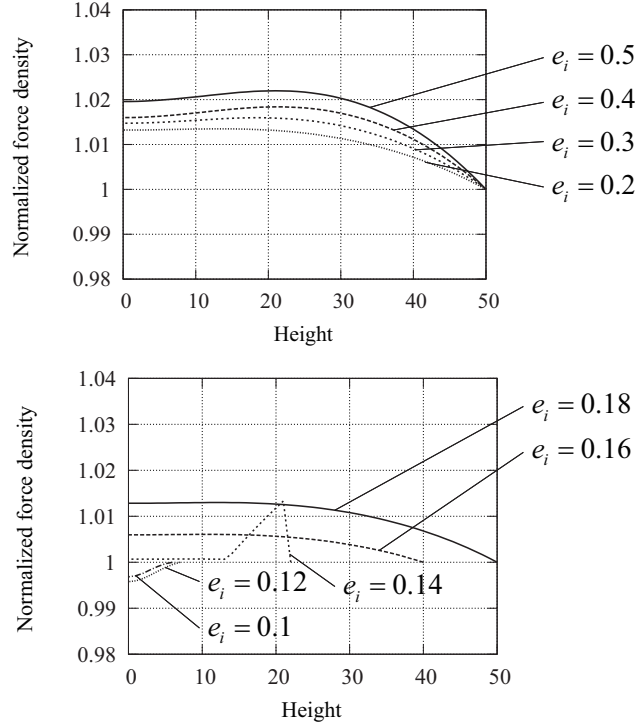 1.04
1.03
1.02
1.01
1
0.99
0.98
Normalized force density
0
10
20
30
40
50
Height
e_i = 0.5
e_i = 0.4
e_i = 0.3
e_i = 0.2
1.04
1.03
1.02
1.01
1
0.99
0.98
Normalized force density
0
10
20
30
40
50
Height
e_i = 0.18
e_i = 0.16
e_i = 0.12
e_i = 0.14
e_i = 0.1